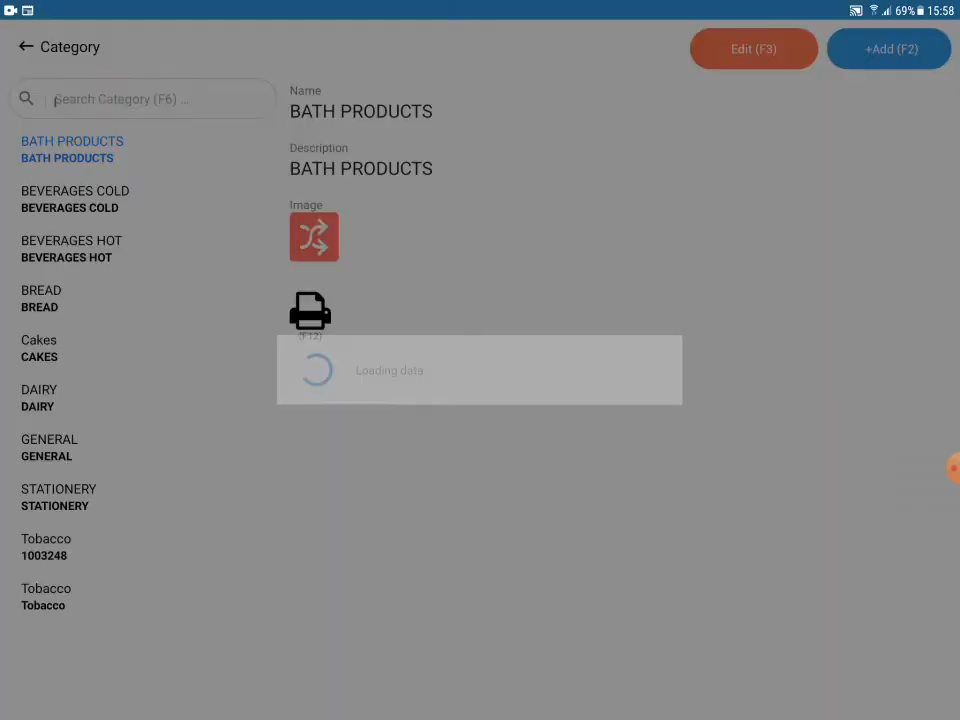 69% 15:58
Category
Edit (F3)
+Add (F2)
Search Category (F6) ...
BATH PRODUCTS
BATH PRODUCTS
BEVERAGES COLD
BEVERAGES COLD
BEVERAGES HOT
BEVERAGES HOT
BREAD
BREAD
Cakes
CAKES
DAIRY
DAIRY
GENERAL
GENERAL
STATIONERY
STATIONERY
Tobacco
1003248
Tobacco
Tobacco
Name
BATH PRODUCTS
Description
BATH PRODUCTS
Image
(F12)
Loading data